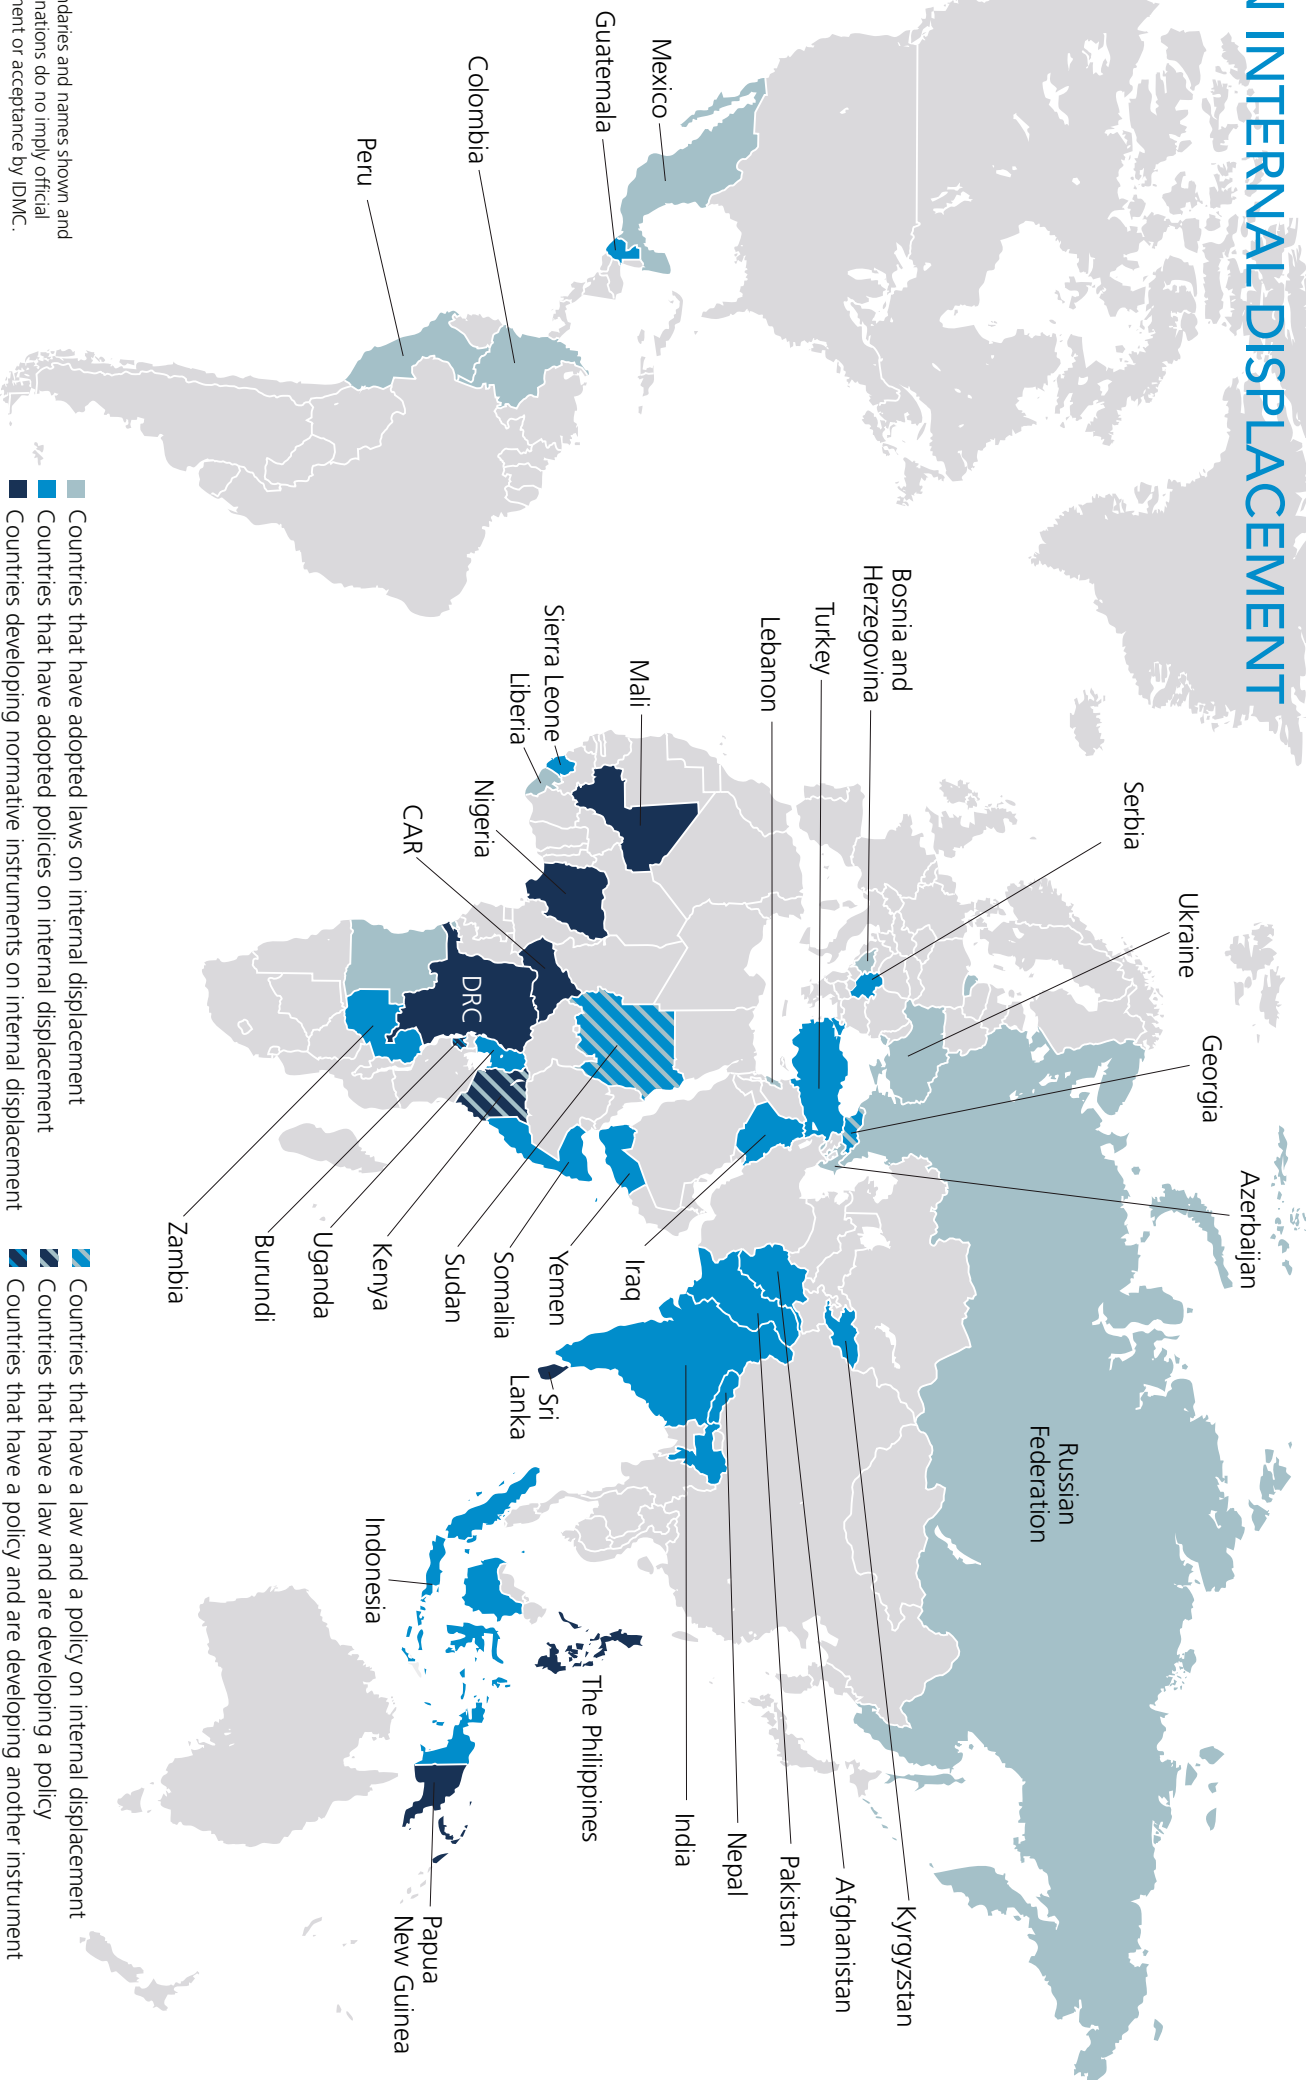 INTERNAL DISPLACEMENT
Mexico
Guatemala
Colombia
Peru
Bosnia and
Herzegovina
Turkey
Lebanon
Mali
Sierra Leone
Liberia
Nigeria
CAR
DRC
Serbia
Ukraine
Georgia
Azerbaijan
Russian
Federation
Zambia
Burundi
Uganda
Kenya
Sudan
Somalia
Yemen
Iraq
Sri
Lanka
Indonesia
The Philippines
India
Nepal
Pakistan
Afghanistan
Kyrgyzstan
Papua
New Guinea
and names shown and
do no imply official
or acceptance by IDMC.
Countries that have adopted laws on internal displacement
Countries that have adopted policies on internal displacement
Countries developing normative instruments on internal displacement
Countries that have a law and a policy on internal displacement
Countries that have a law and are developing a policy
Countries that have a policy and are developing another instrument